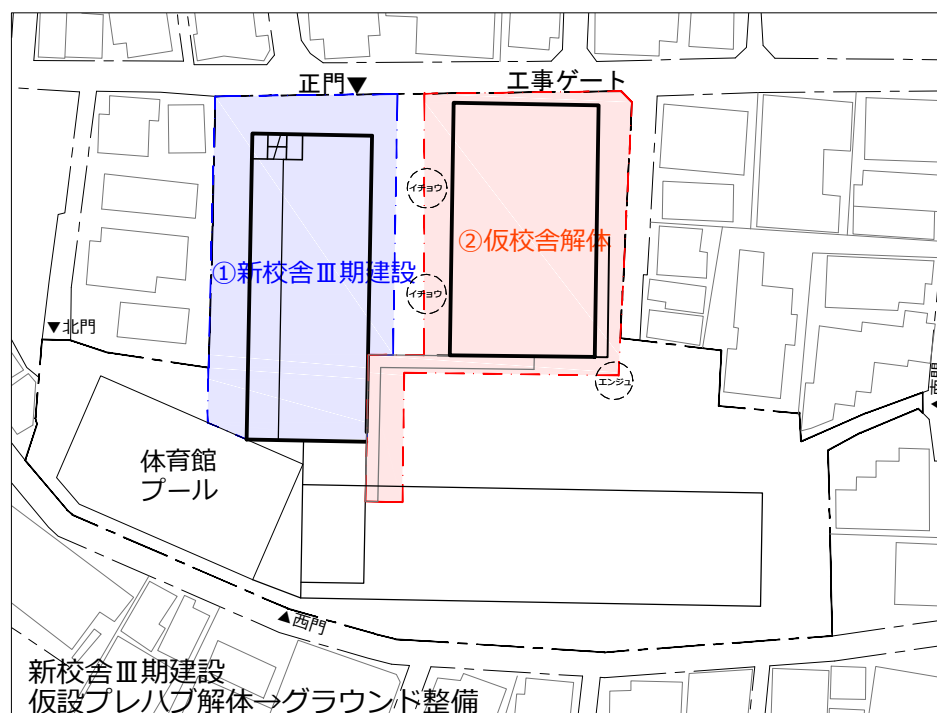 正門▼
工事ゲート
イチョウ
②仮校舎解体
①新校舎Ⅲ期建設
イチョウ
▼北門
エンジュ
南門▼
体育館
プール
▲西門
新校舎Ⅲ期建設
仮設プレハブ解体→グラウンド整備